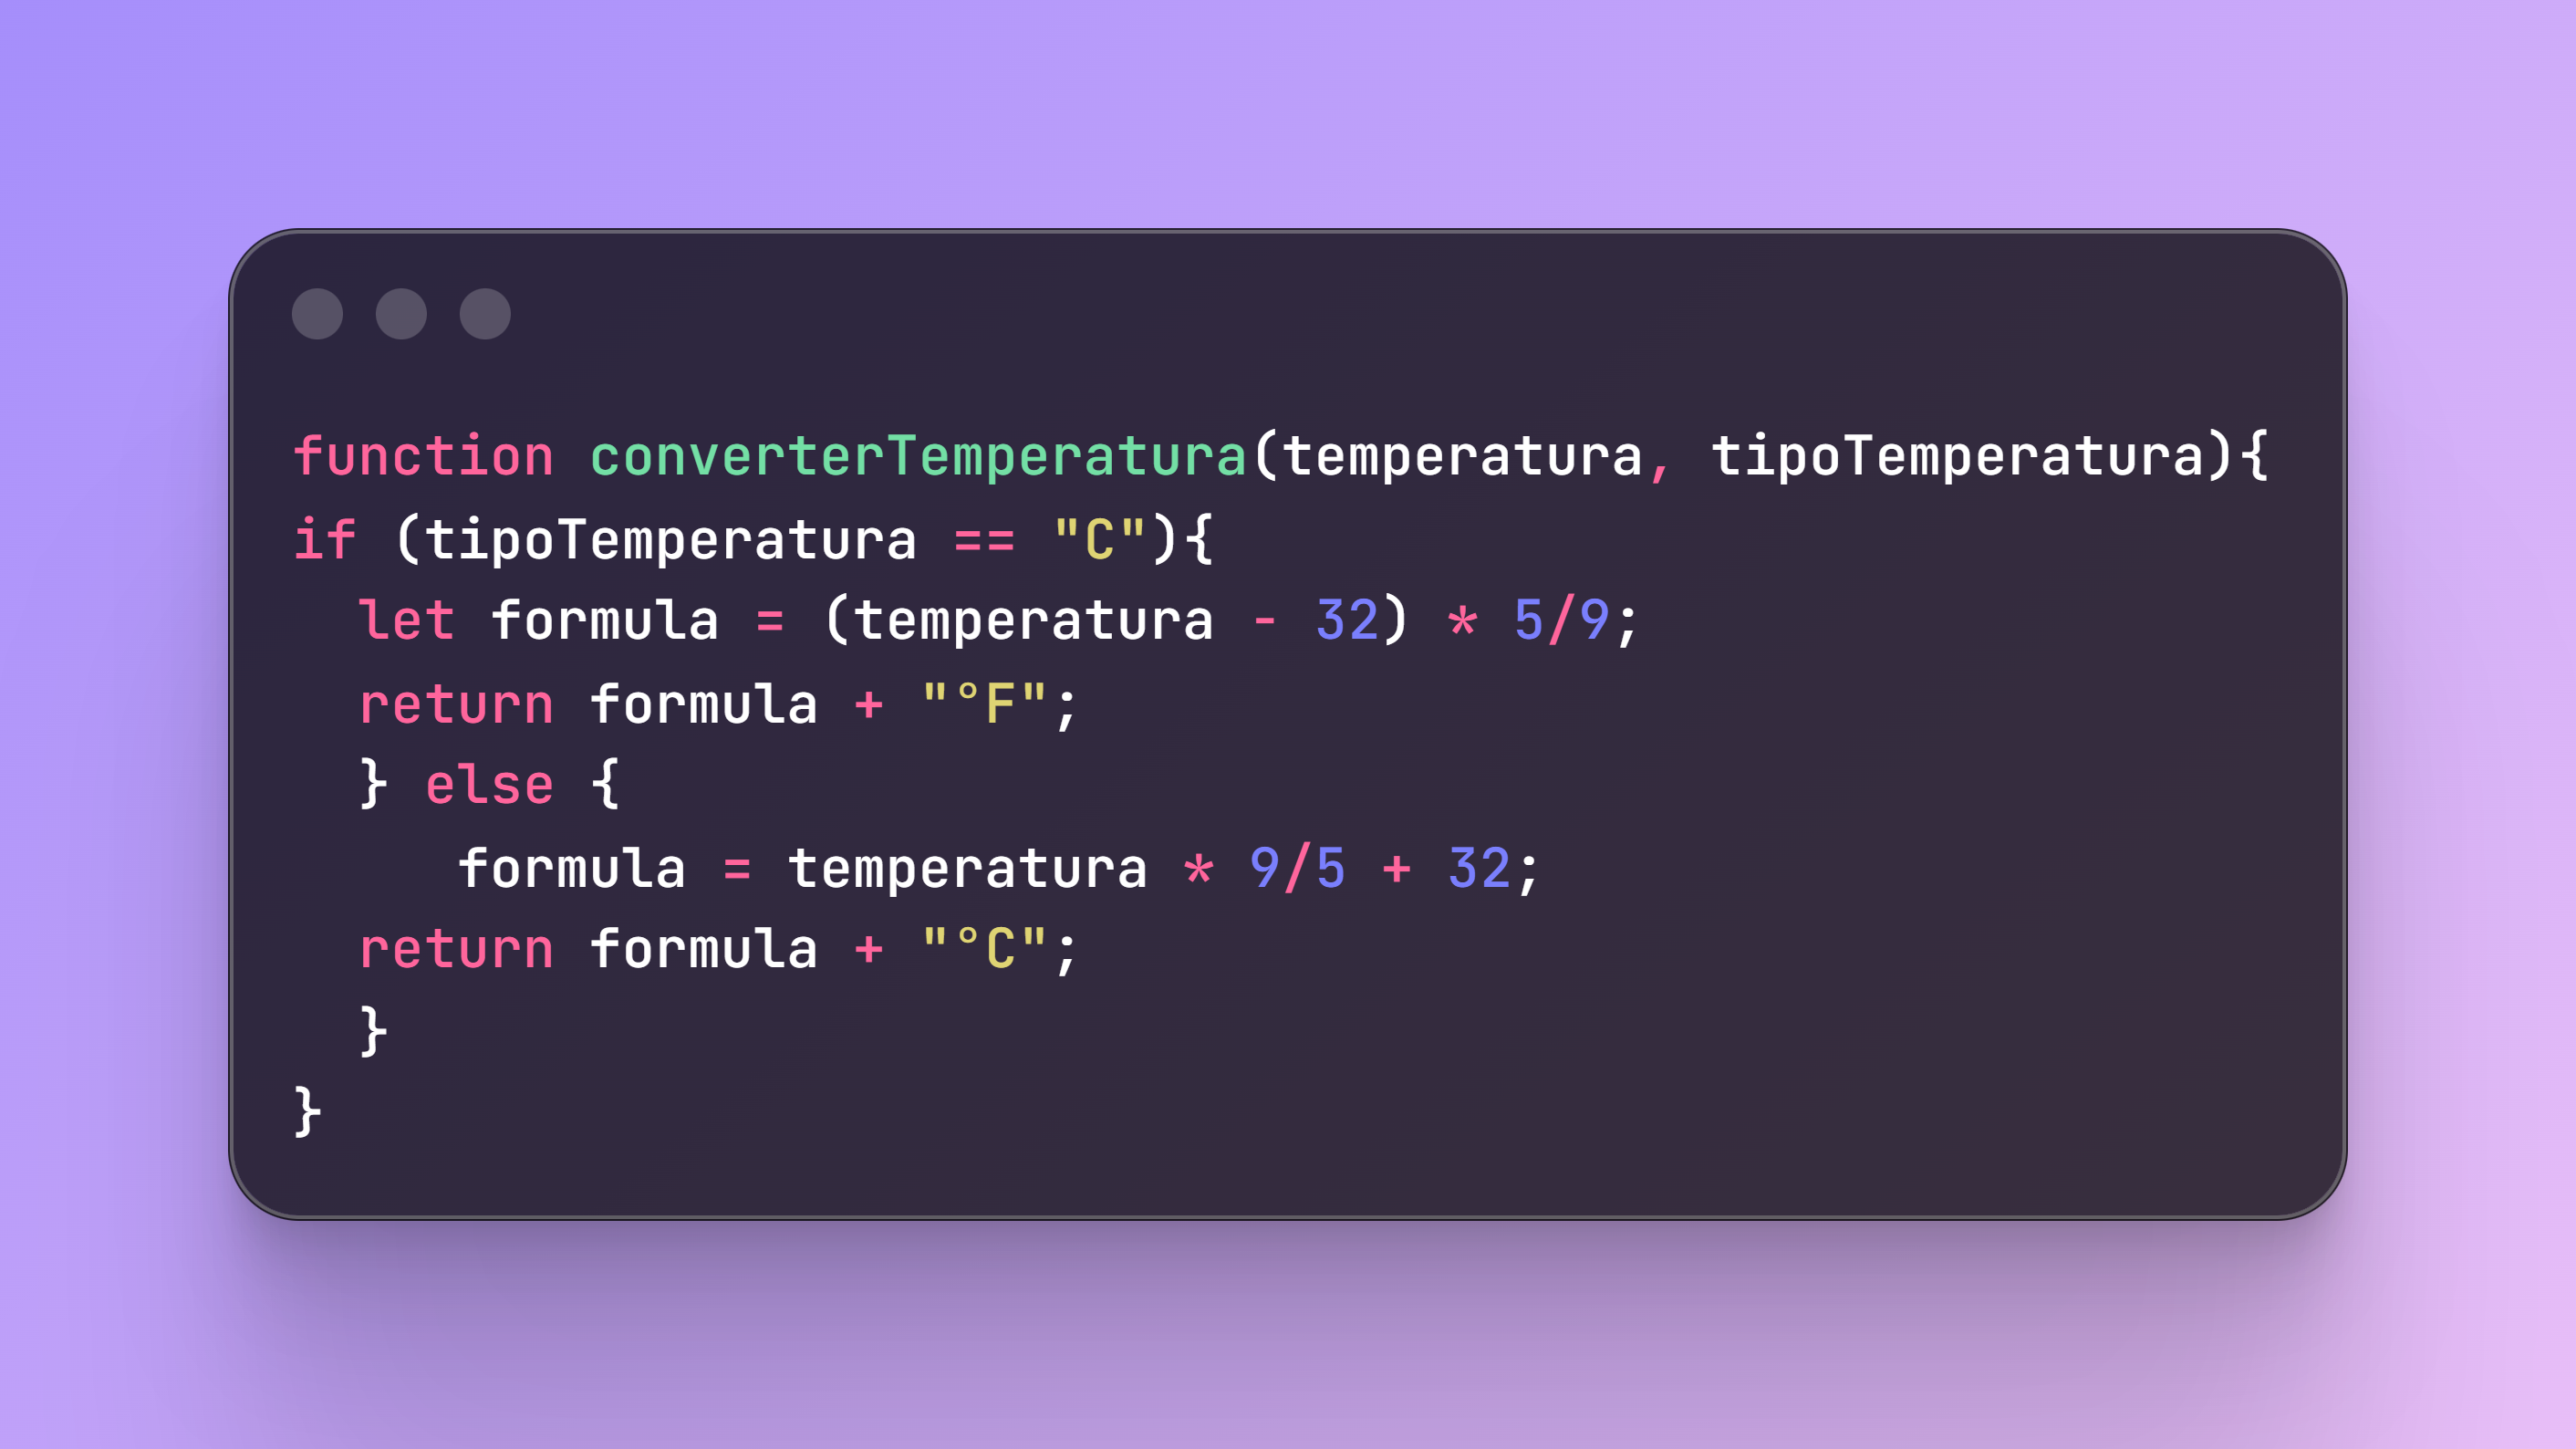 function converterTemperatura(temperatura, tipoTemperatura){
if (tipoTemperatura == "C"){
  let formula = (temperatura - 32) * 5/9;
  return formula + "°F";
  } else {
     formula = temperatura * 9/5 + 32;
  return formula + "°C";
  }
}